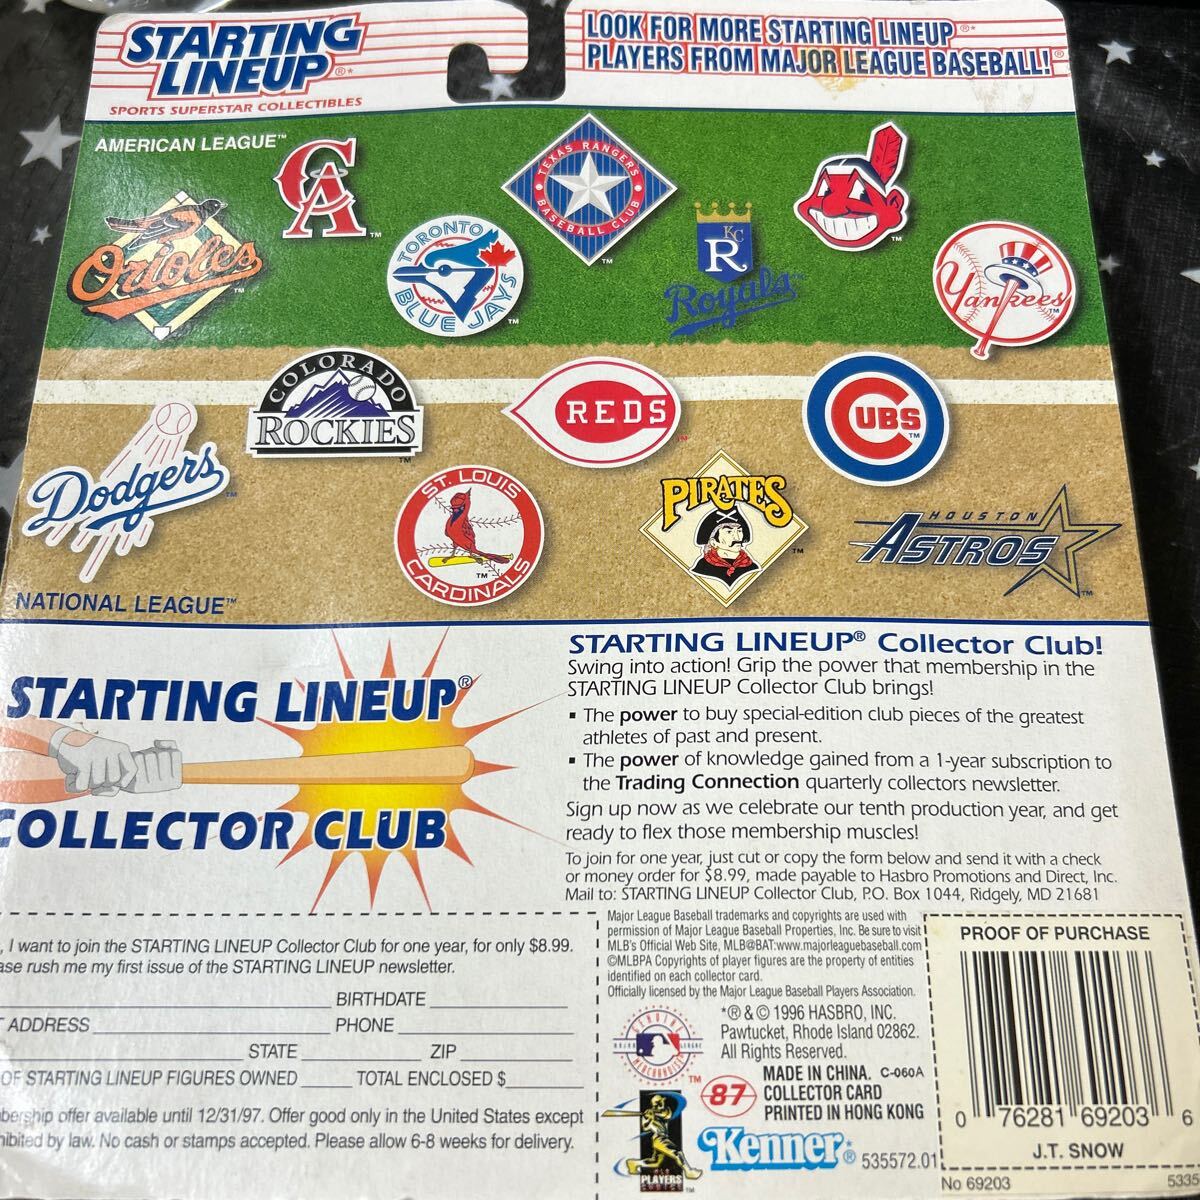 STARTING
LINEUP®*
SPORTS SUPERSTAR COLLECTIBLES
LOOK FOR MORE STARTING LINEUP®*
PLAYERS FROM MAJOR LEAGUE BASEBALL!
AMERICAN LEAGUE™
CA
TEXAS RANGERS
BASEBALL CLUB
Orioles
TORONTO
BLUE JAYS
KC
R
Royals
Yankees
COLORADO
ROCKIES
REDS
CUBS
Dodgers
ST. LOUIS
CARDINALS
PIRATES
HOUSTON
ASTROS
NATIONAL LEAGUE™
STARTING LINEUP®
COLLECTOR CLUB
STARTING LINEUP® Collector Club!
Swing into action! Grip the power that membership in the
STARTING LINEUP Collector Club brings!
▪ The power to buy special-edition club pieces of the greatest
athletes of past and present.
▪ The power of knowledge gained from a 1-year subscription to
the Trading Connection quarterly collectors newsletter.
Sign up now as we celebrate our tenth production year, and get
ready to flex those membership muscles!
To join for one year, just cut or copy the form below and send it with a check
or money order for $8.99, made payable to Hasbro Promotions and Direct, Inc.
Mail to: STARTING LINEUP Collector Club, P.O. Box 1044, Ridgely, MD 21681
, I want to join the STARTING LINEUP Collector Club for one year, for only $8.99.
ase rush me my first issue of the STARTING LINEUP newsletter.
BIRTHDATE
ADDRESS PHONE
STATE ZIP
OF STARTING LINEUP FIGURES OWNED TOTAL ENCLOSED $
bership offer available until 12/31/97. Offer good only in the United States except
hibited by law. No cash or stamps accepted. Please allow 6-8 weeks for delivery.
Major League Baseball trademarks and copyrights are used with
permission of Major League Baseball Properties, Inc. Be sure to visit
MLB's Official Web Site, MLB@BAT:www.majorleaguebaseball.com
©MLBPA Copyrights of player figures are the property of entities
identified on each collector card.
Officially licensed by the Major League Baseball Players Association.
GENUINE
MAJOR LEAGUE
MERCHANDISE
*® & © 1996 HASBRO, INC.
Pawtucket, Rhode Island 02862.
All Rights Reserved.
MADE IN CHINA. C-060A
COLLECTOR CARD
PRINTED IN HONG KONG
87
PLAYERS
CHOICE
Kenner®
535572.01
PROOF OF PURCHASE
0 76281 69203 6
J.T. SNOW
No 69203
5335